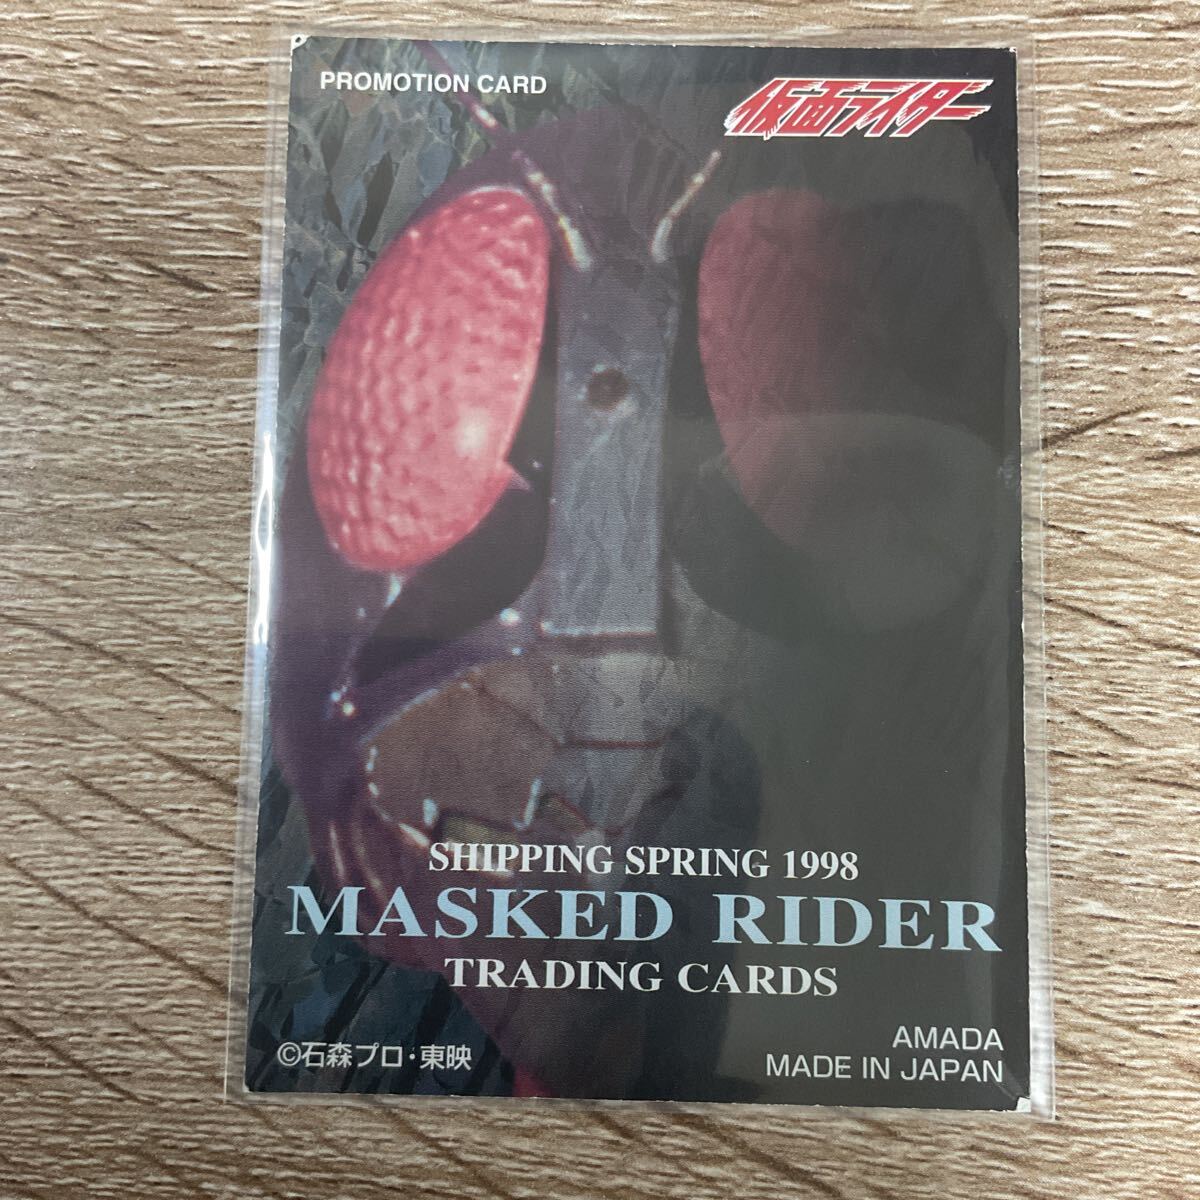 PROMOTION CARD
仮面ライダー
SHIPPING SPRING 1998
MASKED RIDER
TRADING CARDS
©石森プロ・東映
AMADA
MADE IN JAPAN